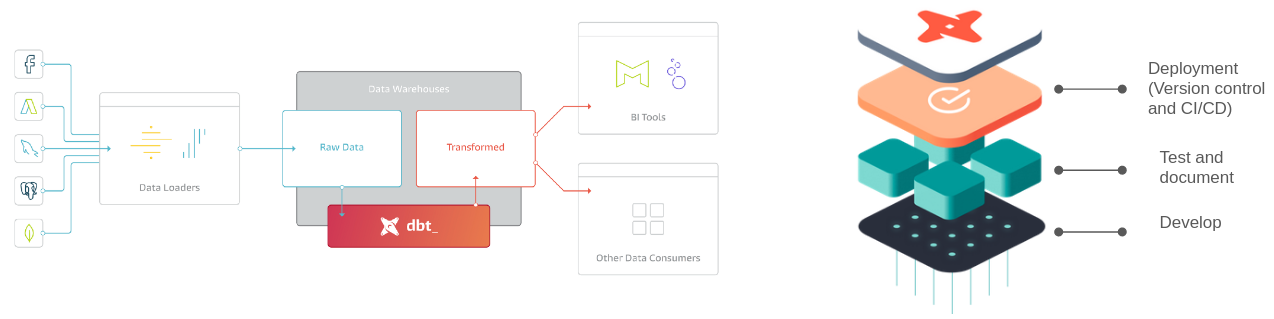 Data Loaders
Data Warehouses
Raw Data
Transformed
dbt_
BI Tools
Other Data Consumers
Deployment
(Version control
and CI/CD)
Test and
document
Develop